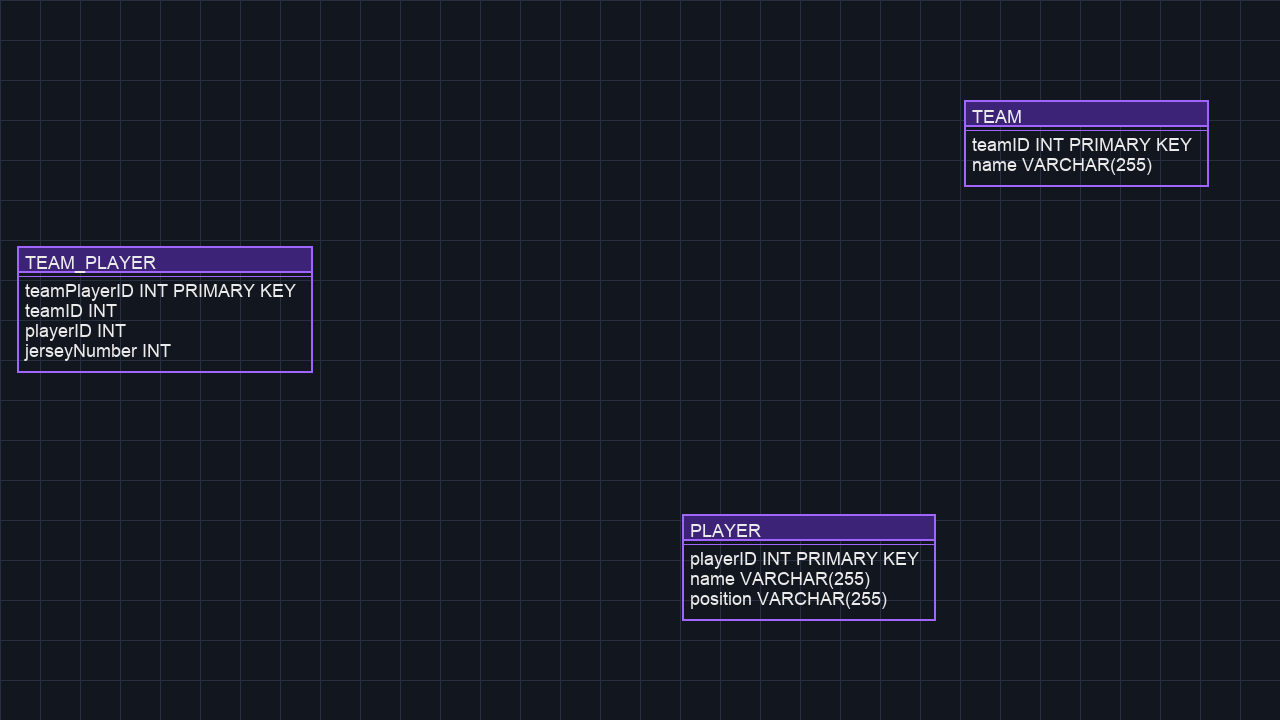 TEAM
teamID INT PRIMARY KEY
name VARCHAR(255)
TEAM_PLAYER
teamPlayerID INT PRIMARY KEY
teamID INT
playerID INT
jerseyNumber INT
PLAYER
playerID INT PRIMARY KEY
name VARCHAR(255)
position VARCHAR(255)